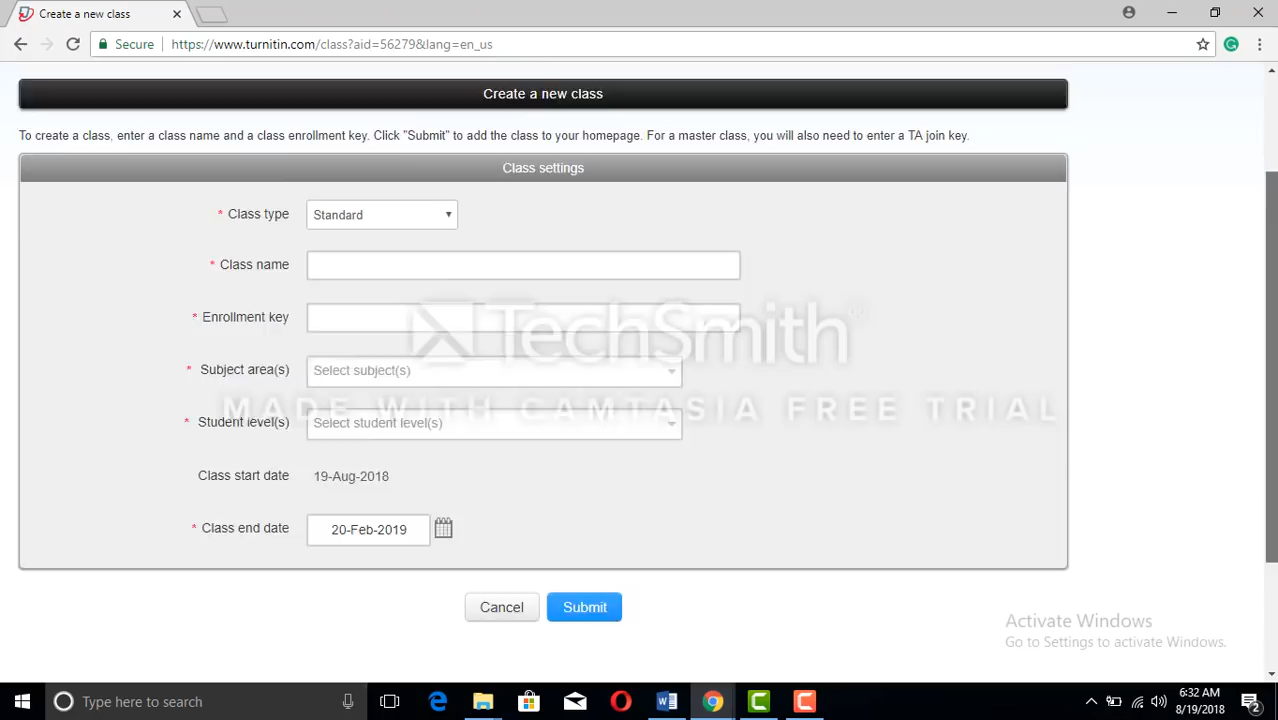 Create a new class
Secure
https://www.turnitin.com/class?aid=56279&lang=en_us
Create a new class
To create a class, enter a class name and a class enrollment key. Click "Submit" to add the class to your homepage. For a master class, you will also need to enter a TA join key.
Class settings
* Class type
Standard
* Class name
* Enrollment key
TechSmith
* Subject area(s)
Select subject(s)
MADE WITH CAMTASIA FREE TRIAL
* Student level(s)
Select student level(s)
Class start date
19-Aug-2018
* Class end date
20-Feb-2019
Cancel
Submit
Activate Windows
Go to Settings to activate Windows.
Type here to search
6:32 AM
8/19/2018
2